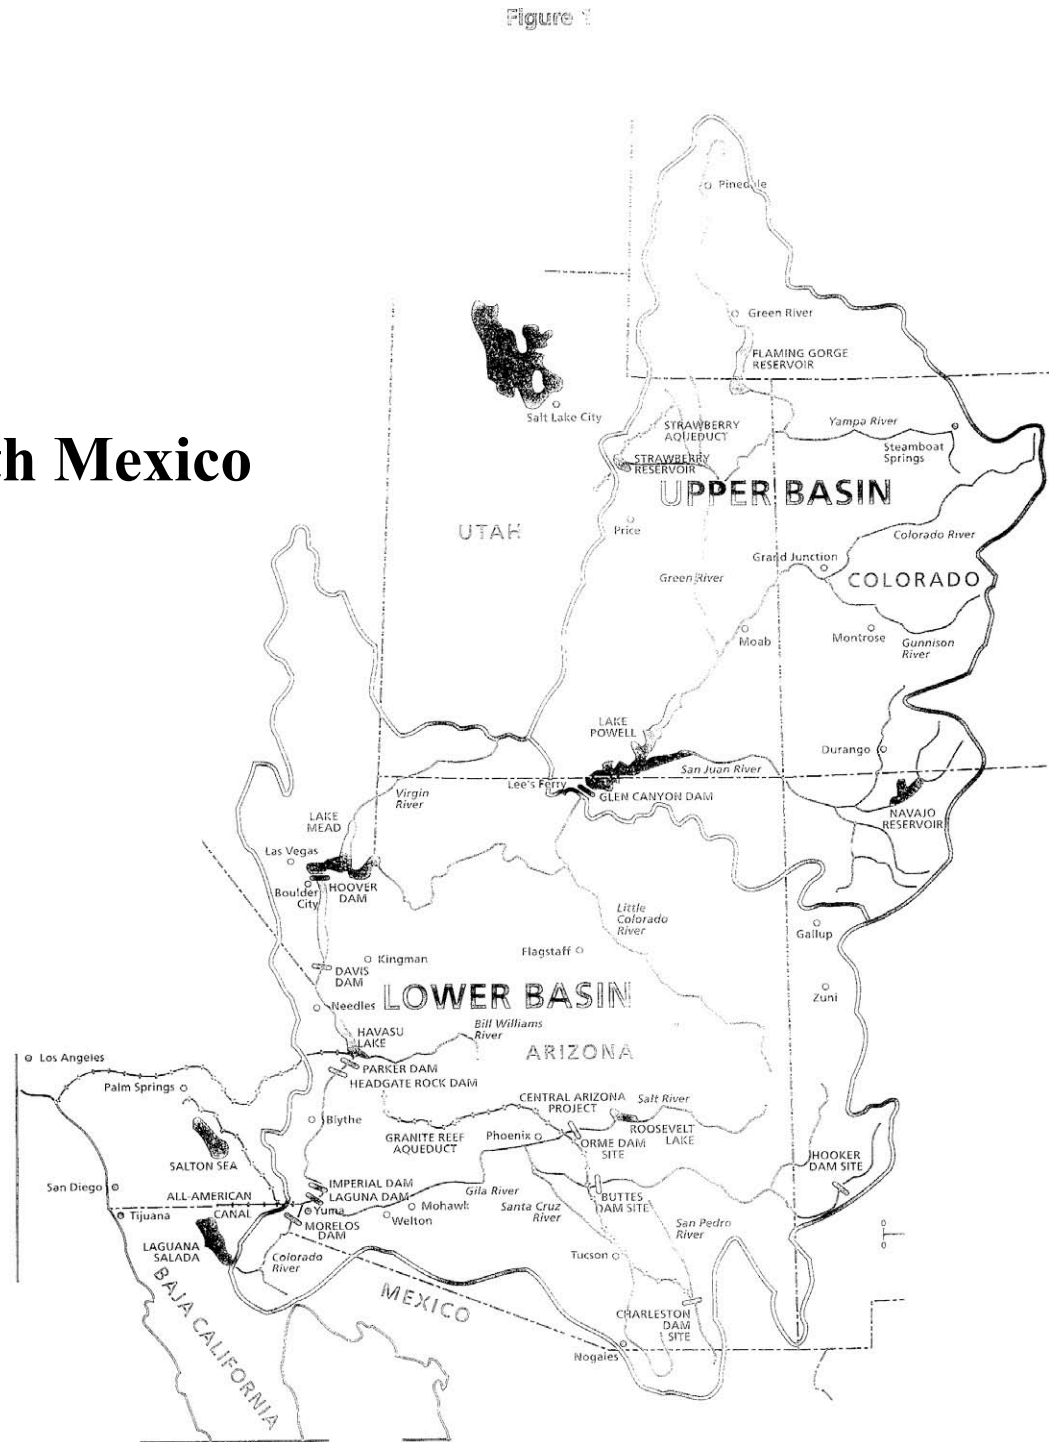 Figure 1
Pinedale
Green River
FLAMING GORGE
RESERVOIR
Salt Lake City
STRAWBERRY
AQUEDUCT
Yampa River
Steamboat
Springs
th Mexico
STRAWBERRY
RESERVOIR
UPPER BASIN
UTAH
Price
Colorado River
Grand Junction
Green River
COLORADO
Moab
Montrose
Gunnison
River
LAKE
POWELL
Durango
San Juan River
Lee's Ferry
GLEN CANYON DAM
Virgin
River
NAVAJO
RESERVOIR
LAKE
MEAD
Las Vegas
Boulder
City
HOOVER
DAM
Little
Colorado
River
Gallup
Flagstaff
Kingman
DAVIS
DAM
LOWER BASIN
Zuni
Needles
Bill Williams
River
HAVASU
LAKE
ARIZONA
Los Angeles
PARKER DAM
HEADGATE ROCK DAM
Palm Springs
CENTRAL ARIZONA
PROJECT
Salt River
Blythe
GRANITE REEF
AQUEDUCT
Phoenix
ROOSEVELT
LAKE
ORME DAM
SITE
HOOKER
DAM SITE
SALTON SEA
IMPERIAL DAM
LAGUNA DAM
San Diego
ALL-AMERICAN
CANAL
Gila River
Yuma
Mohawk
Welton
Santa Cruz
River
BUTTES
DAM SITE
San Pedro
River
Tijuana
MORELOS
DAM
LAGUANA
SALADA
Colorado
River
Tucson
0
0
BAJA CALIFORNIA
MEXICO
CHARLESTON
DAM
SITE
Nogales